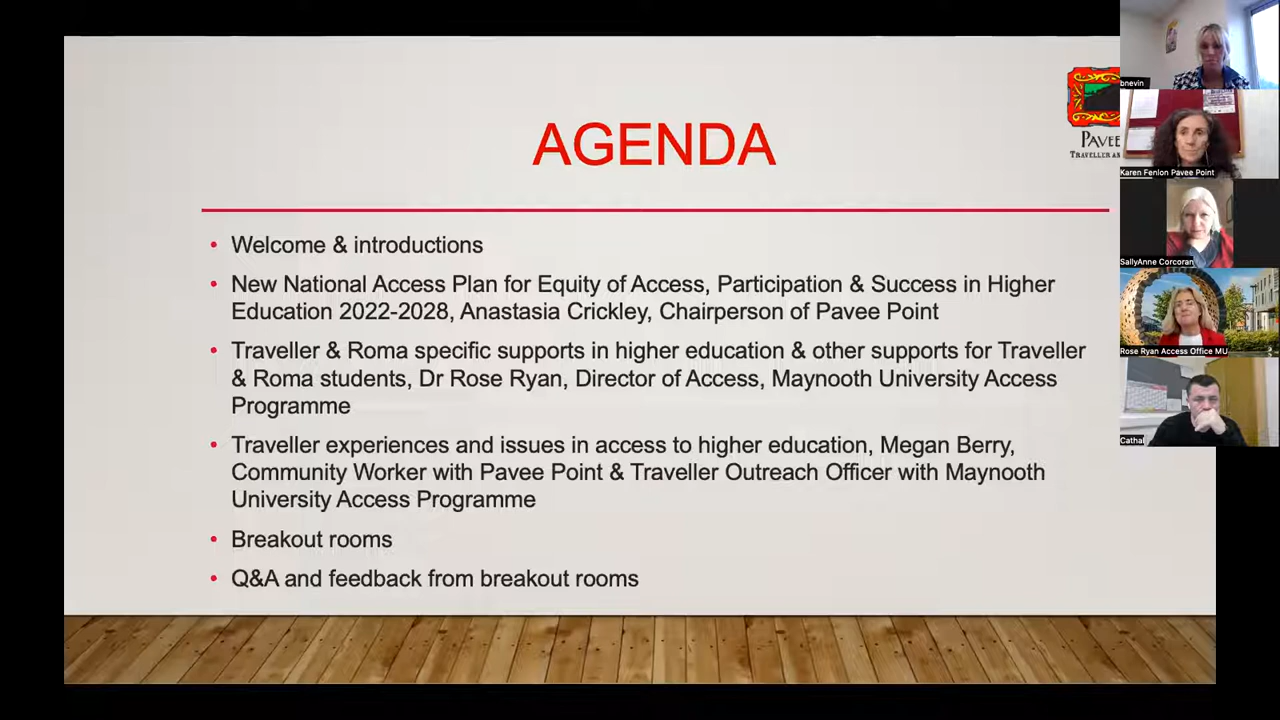 AGENDA
• Welcome & introductions
• New National Access Plan for Equity of Access, Participation & Success in Higher
Education 2022-2028, Anastasia Crickley, Chairperson of Pavee Point
• Traveller & Roma specific supports in higher education & other supports for Traveller
& Roma students, Dr Rose Ryan, Director of Access, Maynooth University Access
Programme
• Traveller experiences and issues in access to higher education, Megan Berry,
Community Worker with Pavee Point & Traveller Outreach Officer with Maynooth
University Access Programme
• Breakout rooms
• Q&A and feedback from breakout rooms
PAVEE
TRAVELLER AN
bnevin
Karen Fenlon Pavee Point
SallyAnne Corcoran
Rose Ryan Access Office MU
Cathal